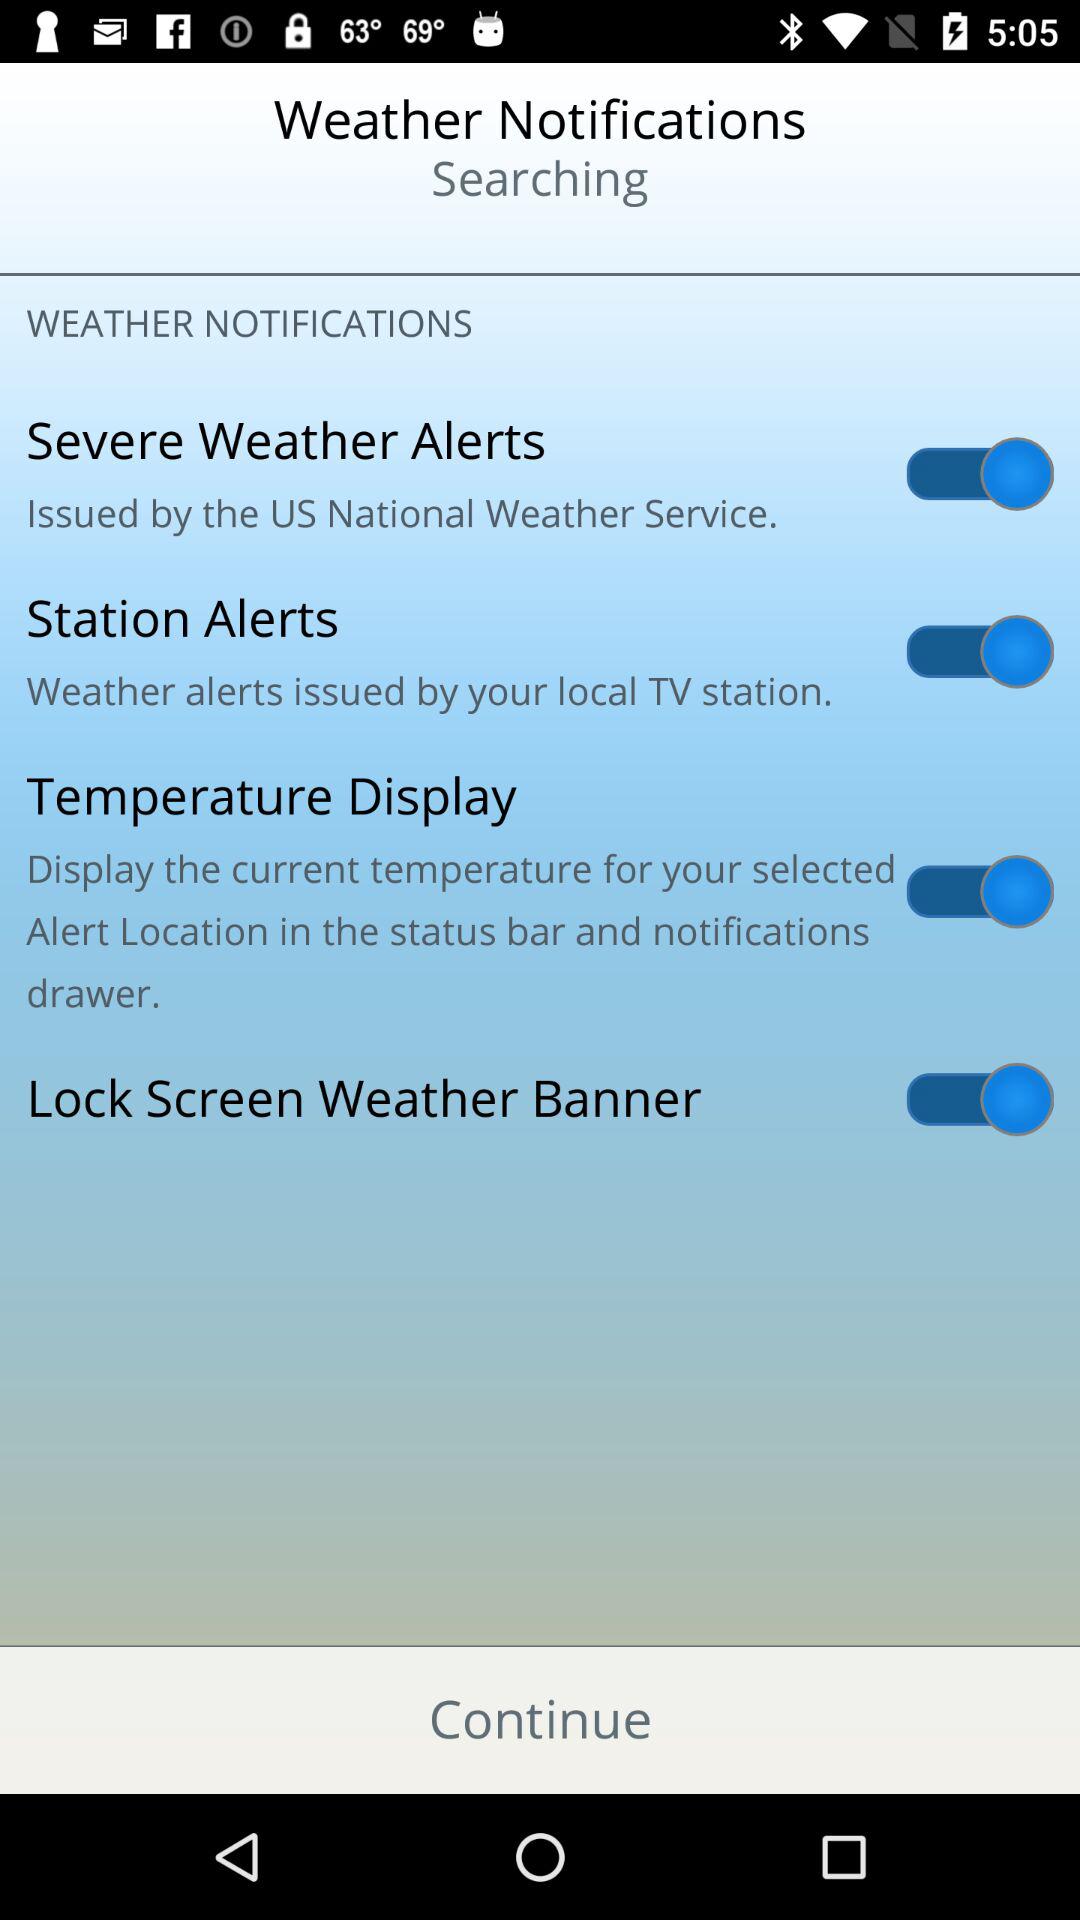 63° 69° 5:05
Weather Notifications
Searching
WEATHER NOTIFICATIONS
Severe Weather Alerts
Issued by the US National Weather Service.
Station Alerts
Weather alerts issued by your local TV station.
Temperature Display
Display the current temperature for your selected
Alert Location in the status bar and notifications
drawer.
Lock Screen Weather Banner
Continue